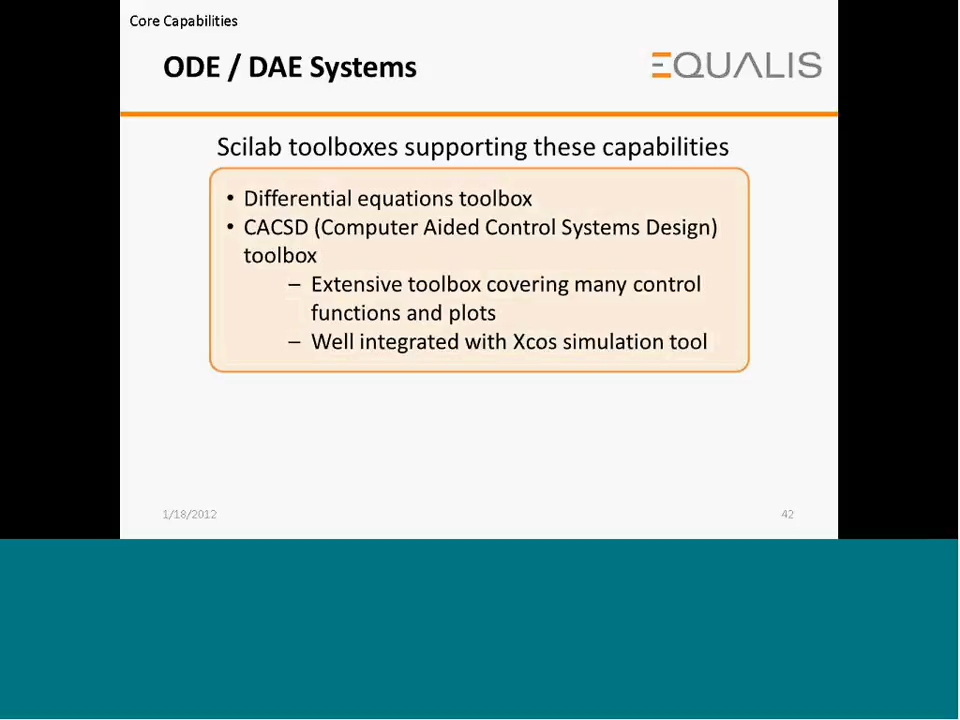 Core Capabilities
ODE / DAE Systems
EQUALIS
Scilab toolboxes supporting these capabilities
• Differential equations toolbox
• CACSD (Computer Aided Control Systems Design)
toolbox
– Extensive toolbox covering many control
functions and plots
– Well integrated with Xcos simulation tool
1/18/2012
42